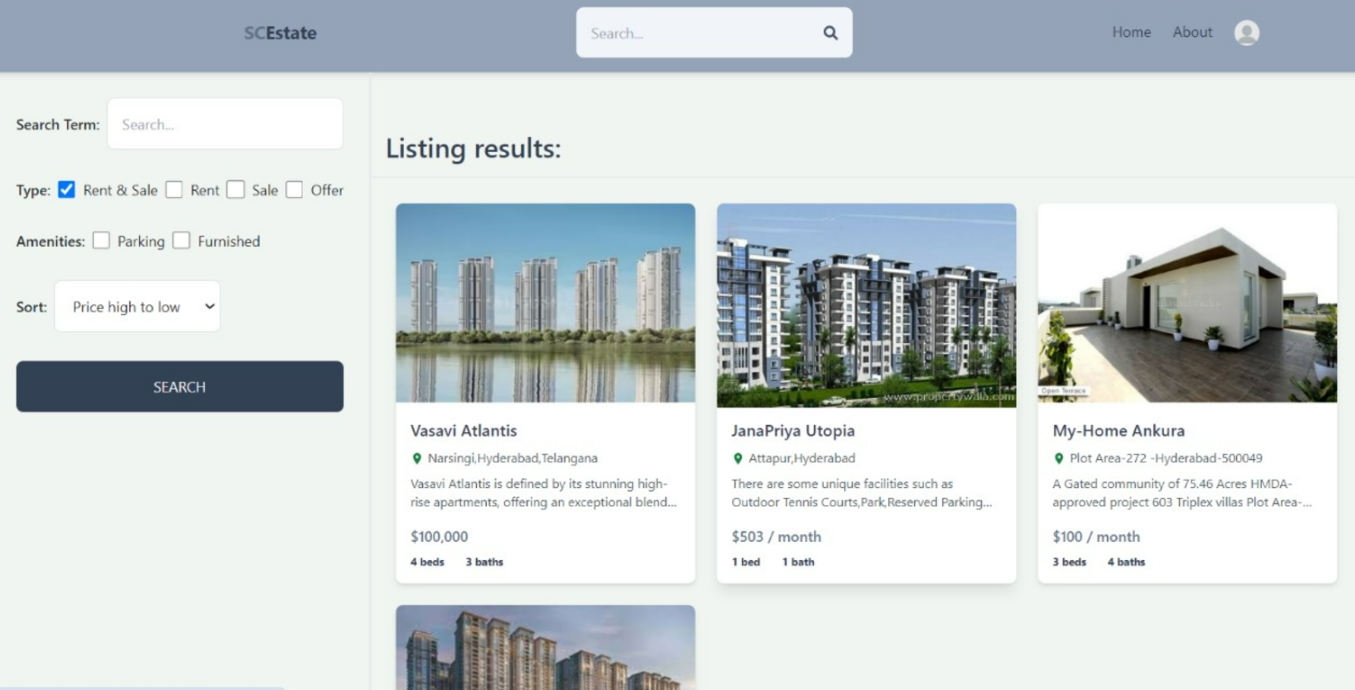 SCEstate
Search...
Home
About
Search Term:
Search...
Type: Rent & Sale Rent Sale Offer
Amenities: Parking Furnished
Sort: Price high to low
SEARCH
Listing results:
www.propertywalla.com
Open Terrace
Vasavi Atlantis
Narsingi,Hyderabad,Telangana
Vasavi Atlantis is defined by its stunning high-
rise apartments, offering an exceptional blend...
$100,000
4 beds 3 baths
JanaPriya Utopia
Attapur,Hyderabad
There are some unique facilities such as
Outdoor Tennis Courts,Park,Reserved Parking...
$503 / month
1 bed 1 bath
My-Home Ankura
Plot Area-272 -Hyderabad-500049
A Gated community of 75.46 Acres HMDA-
approved project 603 Triplex villas Plot Area-...
$100 / month
3 beds 4 baths